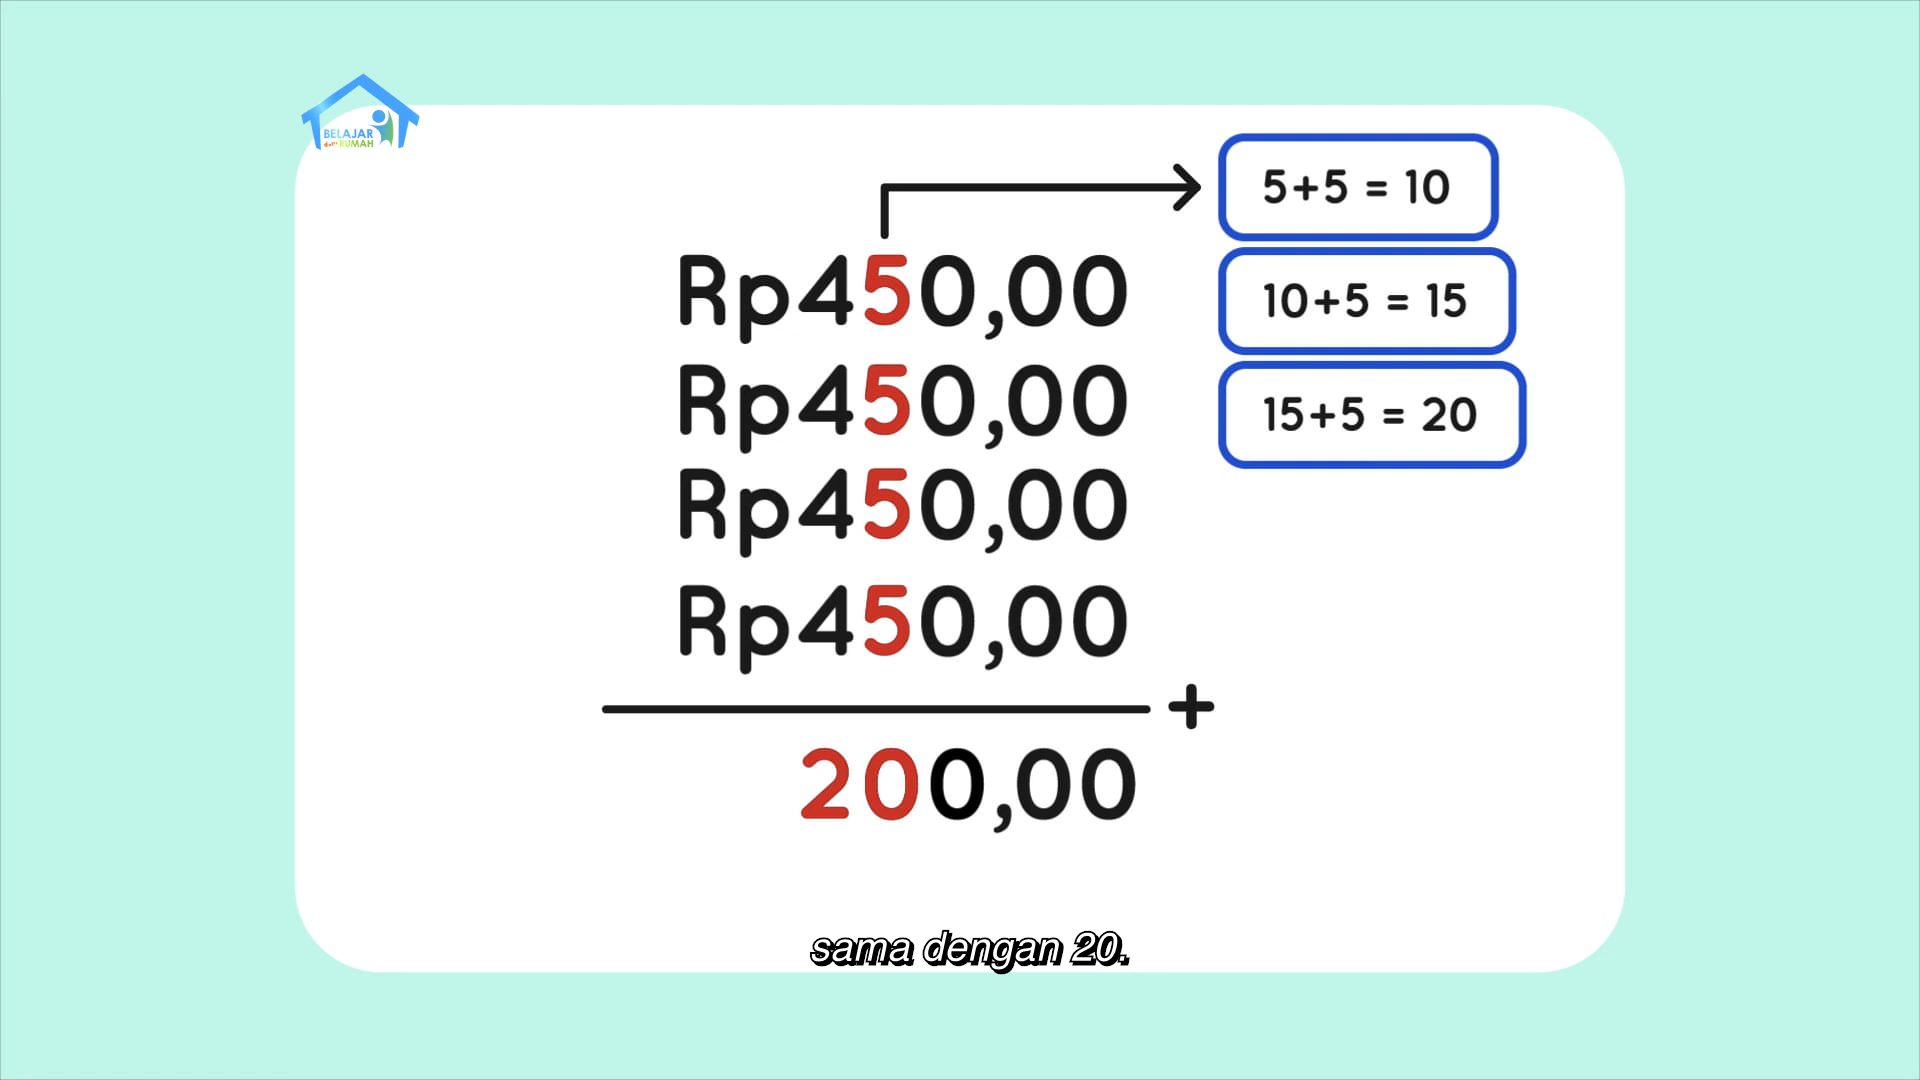 BELAJAR
dari RUMAH
5+5 = 10
Rp450,00
10+5 = 15
Rp450,00
15+5 = 20
Rp450,00
Rp450,00
+
200,00
sama dengan 20.